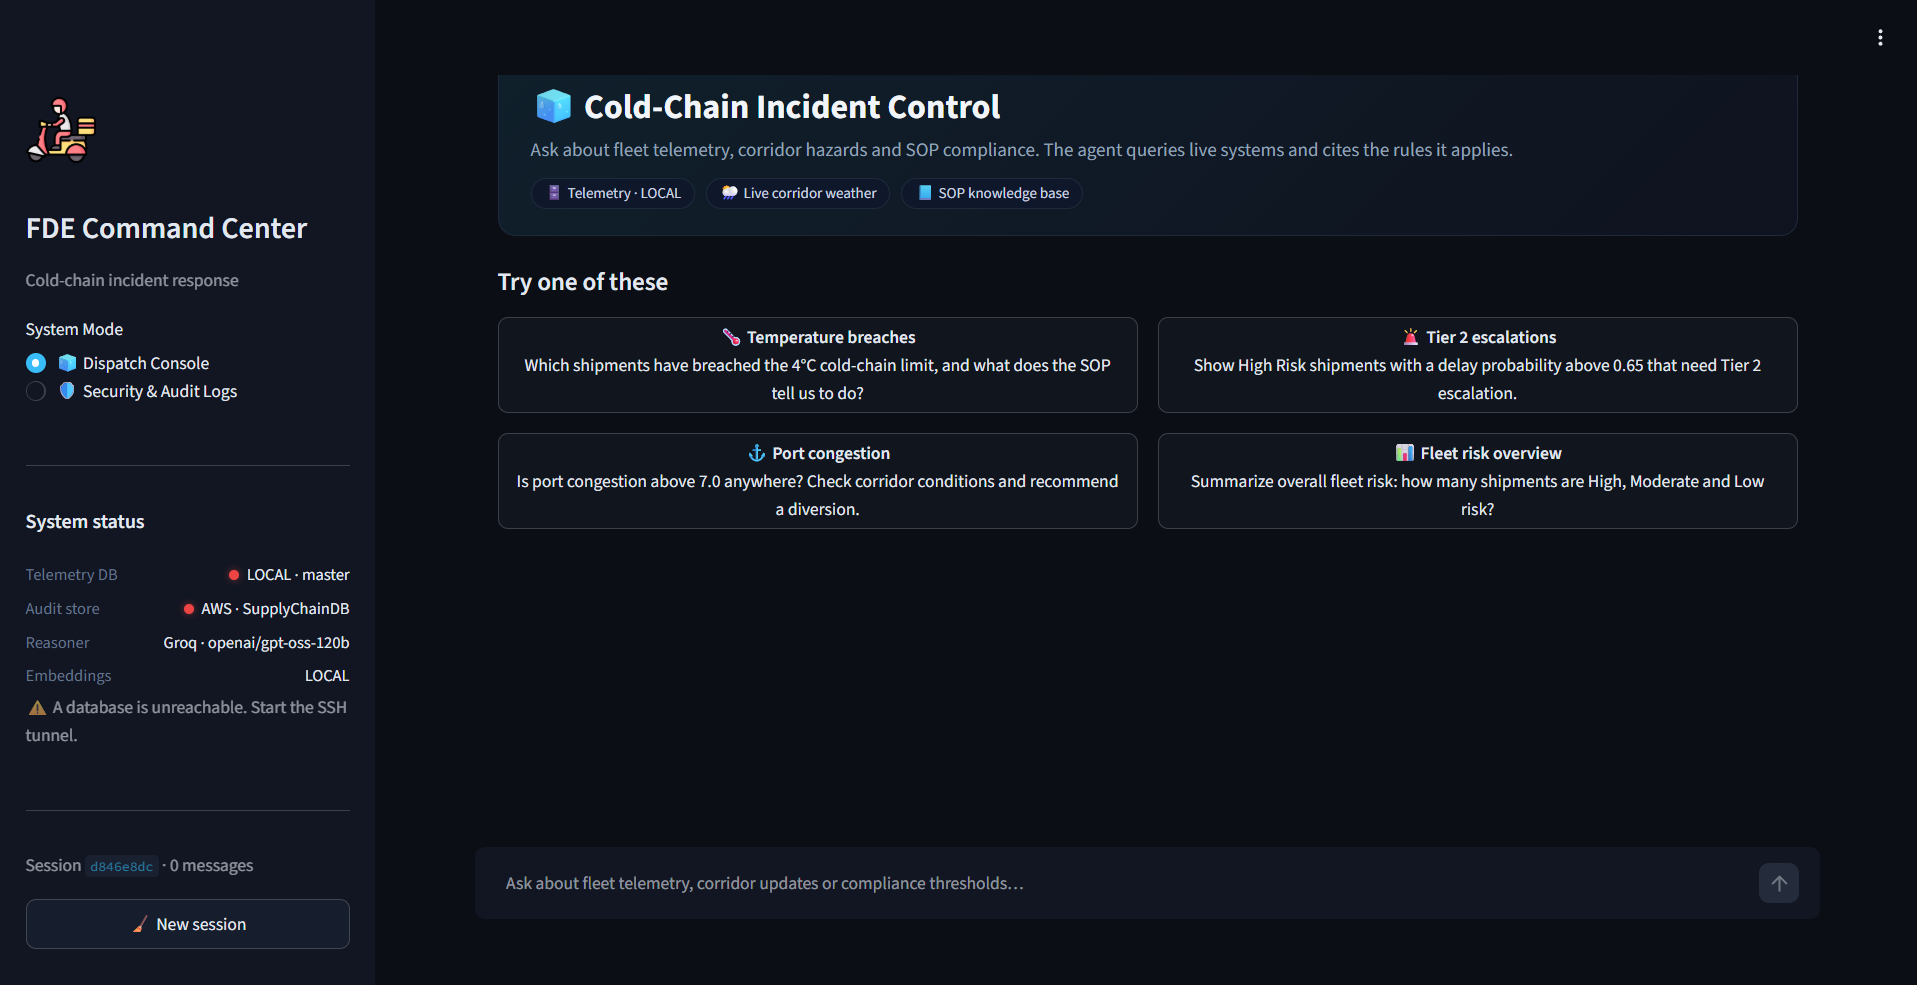 FDE Command Center
Cold-chain incident response
System Mode
Dispatch Console
Security & Audit Logs
System status
Telemetry DB LOCAL · master
Audit store AWS · SupplyChainDB
Reasoner Groq · openai/gpt-oss-120b
Embeddings LOCAL
A database is unreachable. Start the SSH
tunnel.
Session d846e8dc · 0 messages
New session
Cold-Chain Incident Control
Ask about fleet telemetry, corridor hazards and SOP compliance. The agent queries live systems and cites the rules it applies.
Telemetry · LOCAL Live corridor weather SOP knowledge base
Try one of these
Temperature breaches
Which shipments have breached the 4°C cold-chain limit, and what does the SOP
tell us to do?
Tier 2 escalations
Show High Risk shipments with a delay probability above 0.65 that need Tier 2
escalation.
Port congestion
Is port congestion above 7.0 anywhere? Check corridor conditions and recommend
a diversion.
Fleet risk overview
Summarize overall fleet risk: how many shipments are High, Moderate and Low
risk?
Ask about fleet telemetry, corridor updates or compliance thresholds…